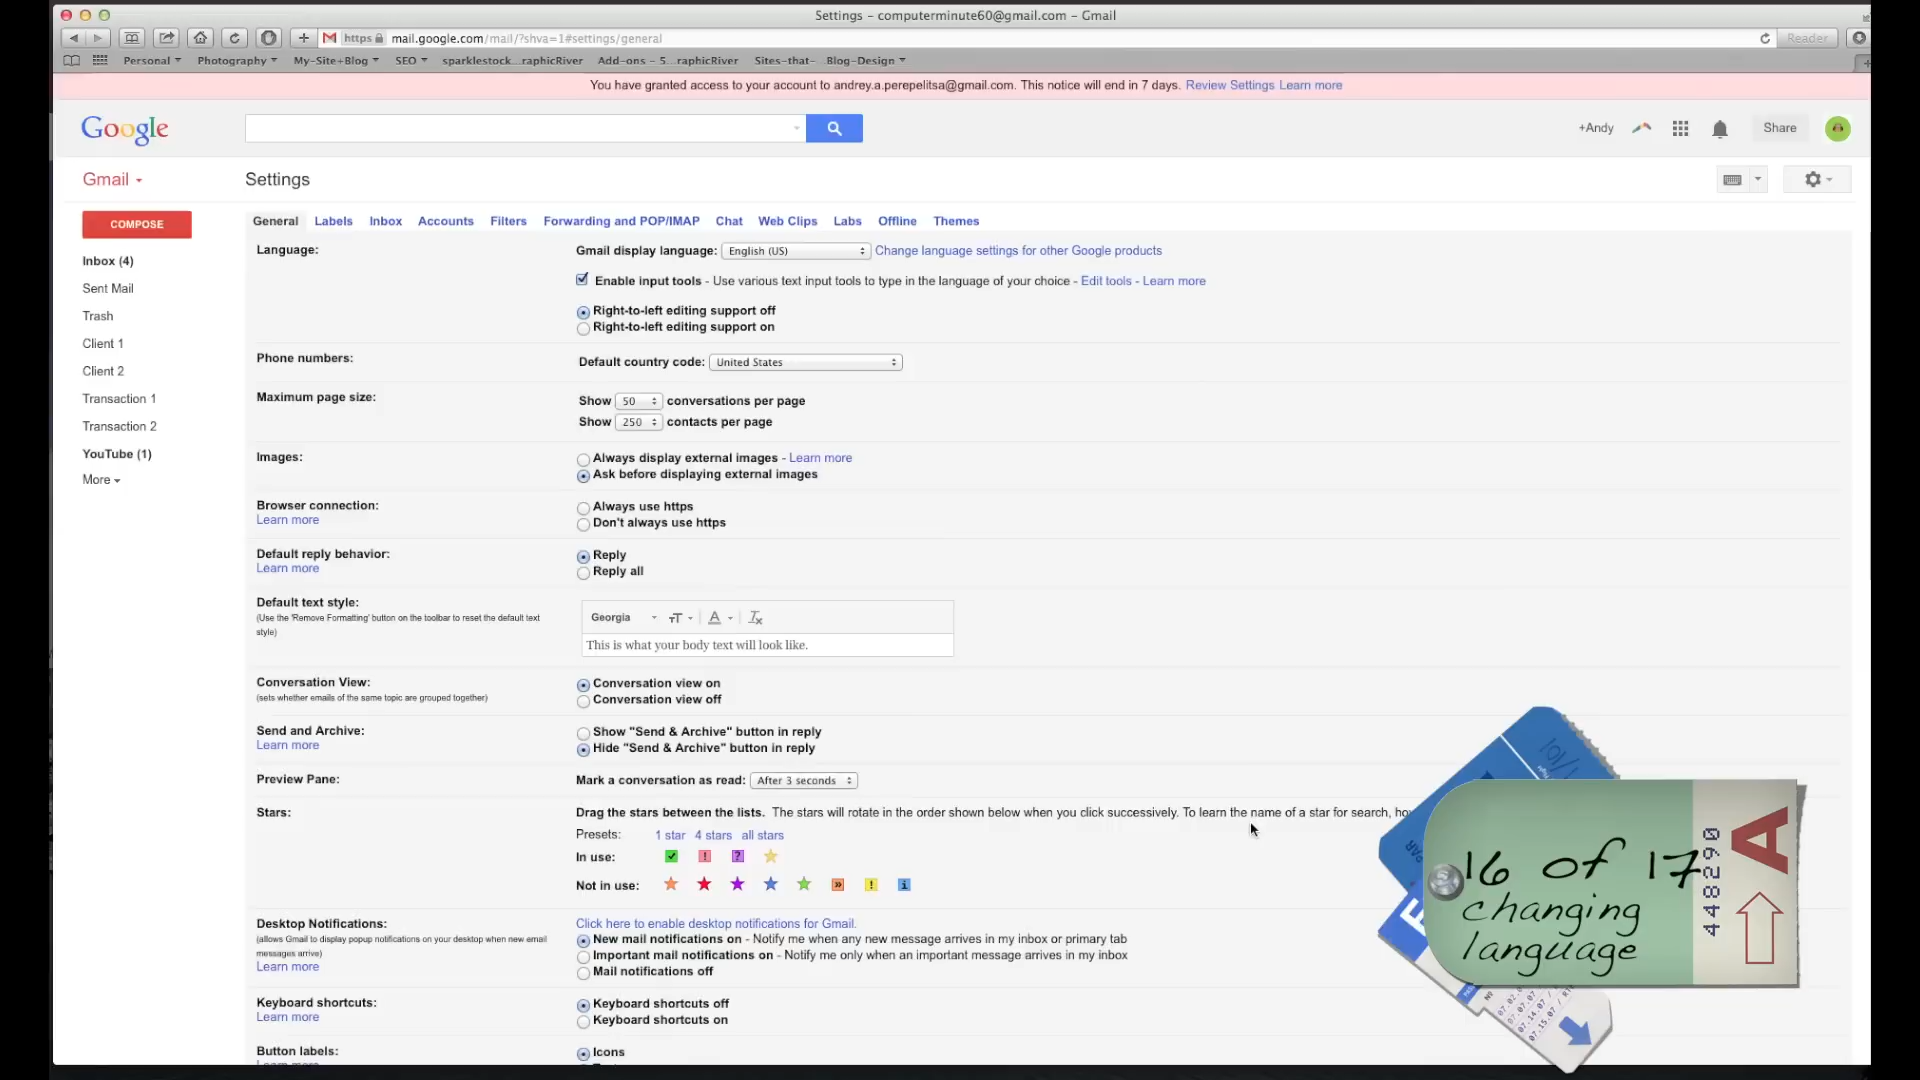 Settings – computerminute60@gmail.com – Gmail
https mail.google.com/mail/?shva=1#settings/general Reader
Personal Photography My-Site+Blog SEO sparklestock...raphicRiver Add-ons – 5...raphicRiver Sites-that-..Blog-Design
You have granted access to your account to andrey.a.perepelitsa@gmail.com. This notice will end in 7 days. Review Settings Learn more
Google +Andy Share
Gmail Settings
COMPOSE
General Labels Inbox Accounts Filters Forwarding and POP/IMAP Chat Web Clips Labs Offline Themes
Inbox (4)
Sent Mail
Trash
Client 1
Client 2
Transaction 1
Transaction 2
YouTube (1)
More
Language: Gmail display language: English (US) Change language settings for other Google products
Enable input tools - Use various text input tools to type in the language of your choice - Edit tools - Learn more
Right-to-left editing support off
Right-to-left editing support on
Phone numbers: Default country code: United States
Maximum page size: Show 50 conversations per page
Show 250 contacts per page
Images: Always display external images - Learn more
Ask before displaying external images
Browser connection: Always use https
Learn more Don't always use https
Default reply behavior: Reply
Learn more Reply all
Default text style:
(Use the 'Remove Formatting' button on the toolbar to reset the default text
style)
Georgia
This is what your body text will look like.
Conversation View: Conversation view on
(sets whether emails of the same topic are grouped together) Conversation view off
Send and Archive: Show "Send & Archive" button in reply
Learn more Hide "Send & Archive" button in reply
Preview Pane: Mark a conversation as read: After 3 seconds
Stars: Drag the stars between the lists. The stars will rotate in the order shown below when you click successively. To learn the name of a star for search,
Presets: 1 star 4 stars all stars
In use:
Not in use:
Desktop Notifications: Click here to enable desktop notifications for Gmail.
(allows Gmail to display popup notifications on your desktop when new email
messages arrive)
Learn more
New mail notifications on - Notify me when any new message arrives in my inbox or primary tab
Important mail notifications on - Notify me only when an important message arrives in my inbox
Mail notifications off
Keyboard shortcuts: Keyboard shortcuts off
Learn more Keyboard shortcuts on
Button labels: Icons
16 of 17
changing
language
448290
A